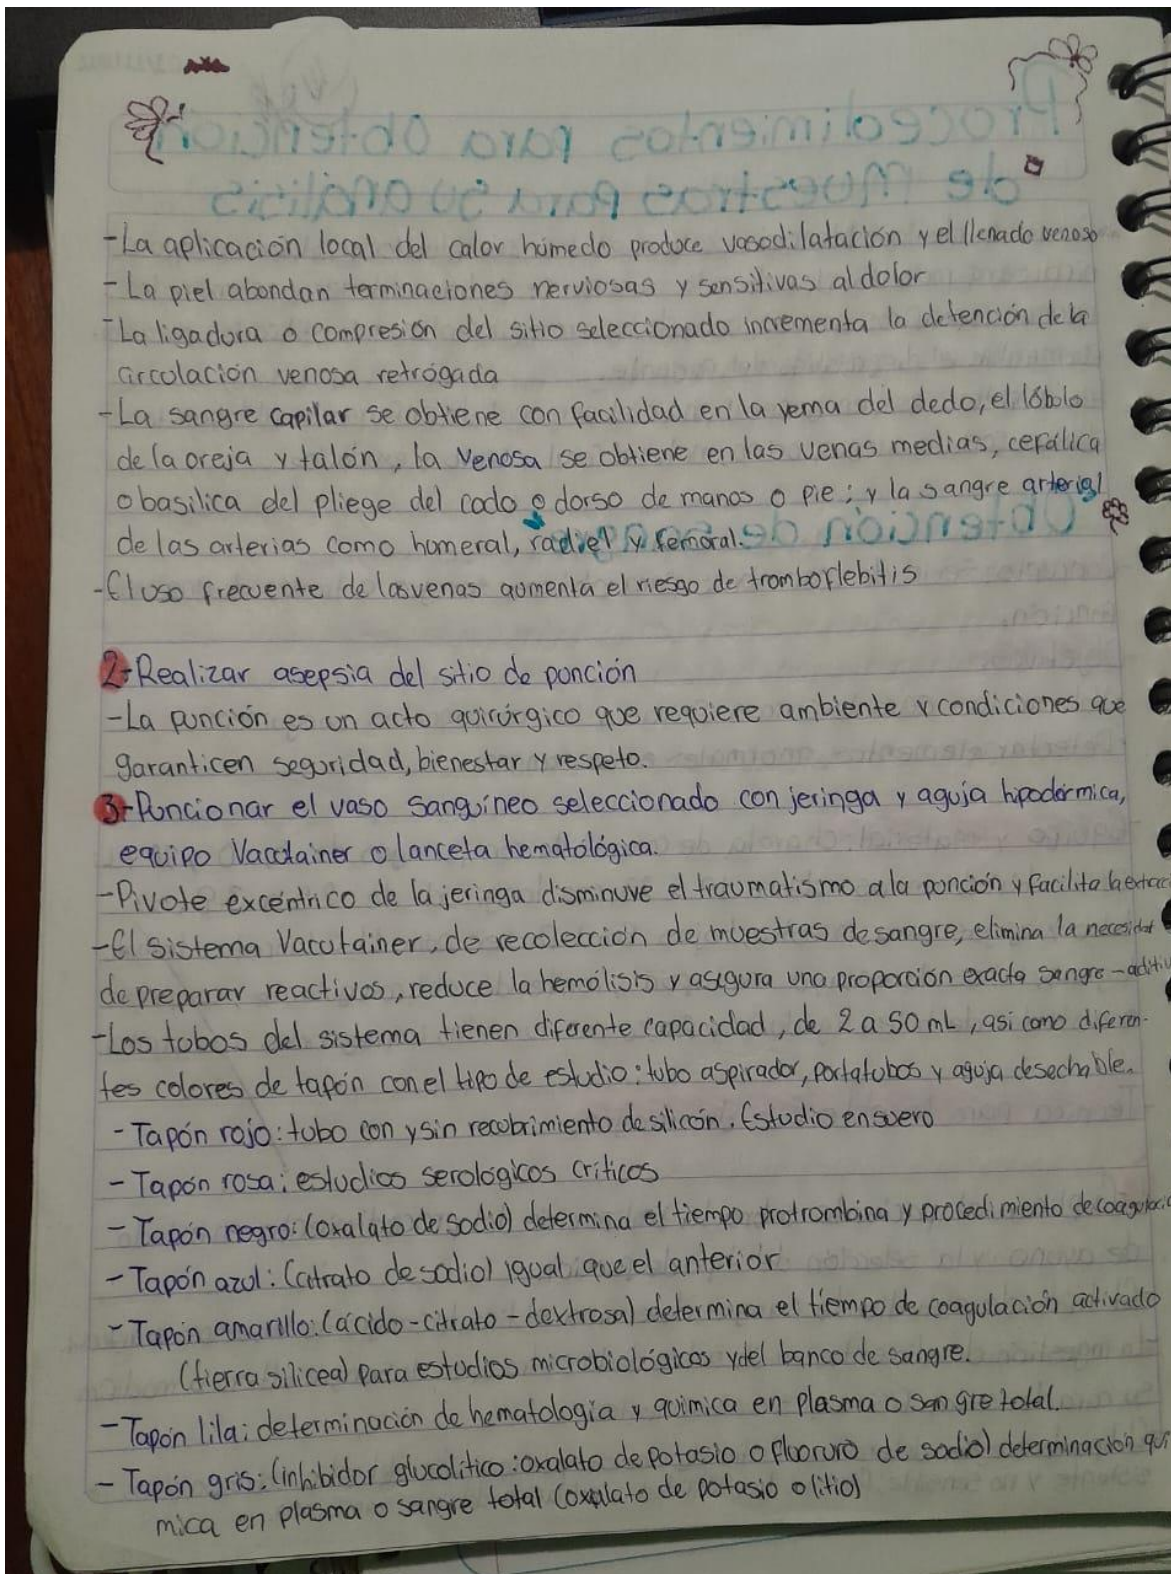 -La aplicación local del calor húmedo produce vasodilatación y el llenado venoso
- La piel abondan terminaciones nerviosas y sensitivas al dolor
-La ligadura o compresión del sitio seleccionado incrementa la detención de la
circulación venosa retrógada
-La sangre capilar se obtiene con facilidad en la yema del dedo, el lóbulo
de la oreja y talón, la venosa se obtiene en las venas medias, cefálica
o basilica del pliege del codo o dorso de manos o pie; y la sangre arterial
de las arterias como humeral, radiel y femoral.
-El uso frecuente de las venas aumenta el riesgo de tromboflebitis
2-Realizar asepsia del sitio de punción
-La punción es un acto quirúrgico que requiere ambiente y condiciones que
garanticen seguridad, bienestar y respeto.
3-Puncionar el vaso sanguíneo seleccionado con jeringa y aguja hipodérmica,
equipo Vacutainer o lanceta hematológica.
-Pivote excéntrico de la jeringa disminuye el traumatismo a la punción y facilita la extrac
-El sistema Vacutainer, de recolección de muestras de sangre, elimina la necesidad
de preparar reactivos, reduce la hemólisis y asegura una proporción exacta sangre-aditiv
-Los tubos del sistema tienen diferente capacidad, de 2 a 50 mL, asi como diferen-
tes colores de tapón con el tipo de estudio: tubo aspirador, portatubos y aguja desechable.
- Tapón rojo: tubo con y sin recubrimiento de silicón. Estudio en suero
- Tapón rosa: estudios serológicos críticos
- Tapón negro: (oxalato de sodio) determina el tiempo protrombina y procedimiento de coagulació
- Tapón azul: (citrato de sodio) igual que el anterior
- Tapón amarillo: (ácido-citrato-dextrosa) determina el tiempo de coagulación activado
(tierra silicea) para estudios microbiológicos y del banco de sangre.
- Tapón lila: determinación de hematología y química en plasma o sangre total.
- Tapón gris: (inhibidor glucolítico: oxalato de potasio o fluoruro de sodio) determinación quí
mica en plasma o sangre total (oxalato de potasio o litio)